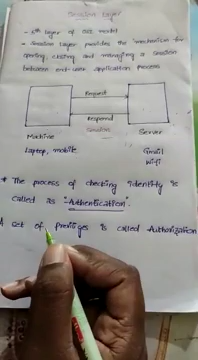 Session Layer
- 5th layer of OSI model
- Session layer provides the mechanism for
opening, closing and managing a session
between end-user application process
Request
Respond
Session
Machine
Server
Laptop, mobile
Gmail
Wifi
* The process of checking identity is
called as "Authentication".
A set of previliges is called Authorization